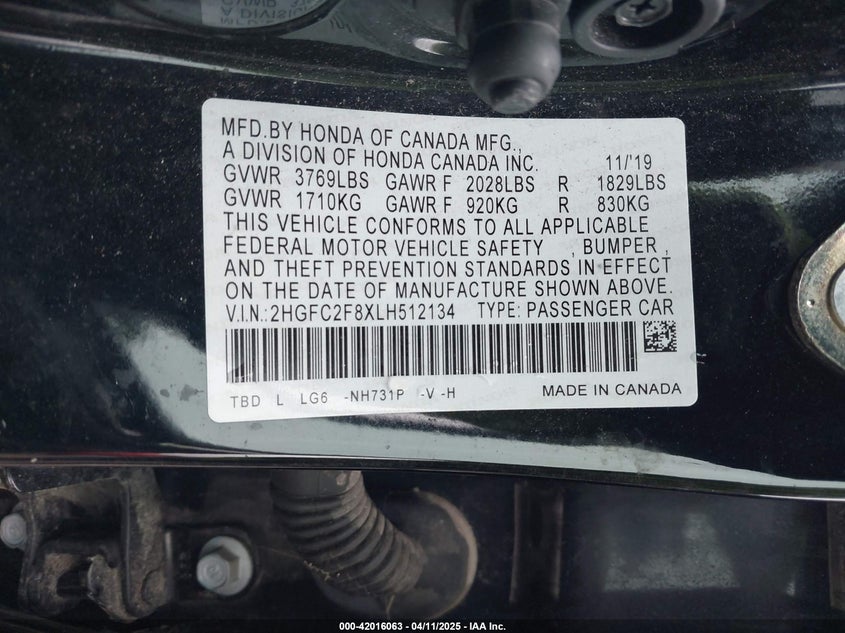 MFD.BY HONDA OF CANADA MFG.,
A DIVISION OF HONDA CANADA INC. 11/'19
GVWR 3769LBS GAWR F 2028LBS R 1829LBS
GVWR 1710KG GAWR F 920KG R 830KG
THIS VEHICLE CONFORMS TO ALL APPLICABLE
FEDERAL MOTOR VEHICLE SAFETY , BUMPER ,
AND THEFT PREVENTION STANDARDS IN EFFECT
ON THE DATE OF MANUFACTURE SHOWN ABOVE.
V.I.N.:2HGFC2F8XLH512134 TYPE: PASSENGER CAR
TBD L LG6 -NH731P -V -H MADE IN CANADA
000-42016063 - 04/11/2025 - IAA Inc.